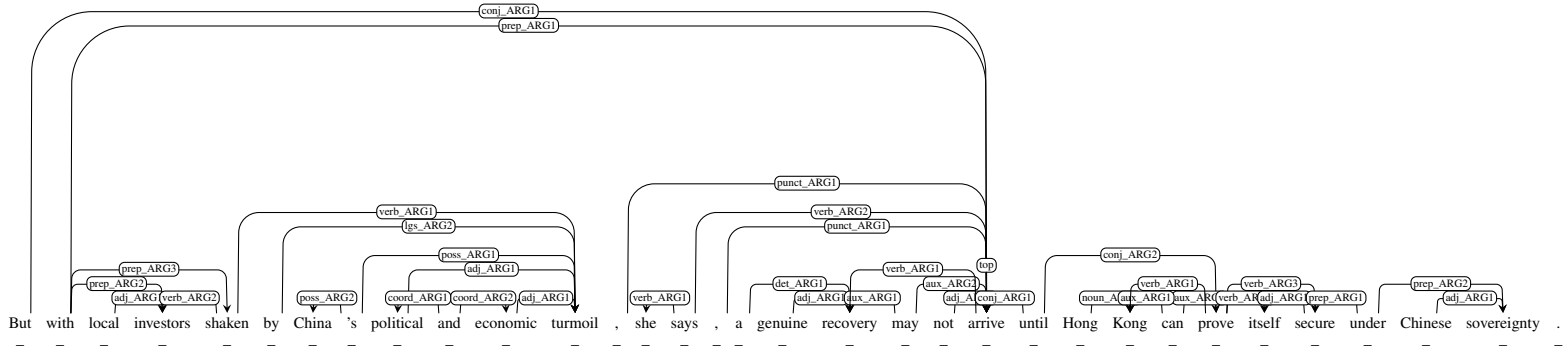 conj_ARG1
prep_ARG1
punct_ARG1
verb_ARG1 verb_ARG2
lgs_ARG2 punct_ARG1
poss_ARG1 conj_ARG2
top
prep_ARG3 adj_ARG1 verb_ARG1
prep_ARG2 det_ARG1 aux_ARG2 verb_ARG1 verb_ARG3 prep_ARG2
verb_ARG2 poss_ARG2 coord_ARG1 coord_ARG2 adj_ARG1 verb_ARG1 aux_ARG1 conj_ARG1 aux_ARG1 prep_ARG1 adj_ARG1
But with local investors shaken by China 's political and economic turmoil , she says , a genuine recovery may not arrive until Hong Kong can prove itself secure under Chinese sovereignty .
_ _ _ _ _ _ _ _ _ _ _ _ _ _ _ _ _ _ _ _ _ _ _ _ _ _ _ _ _ _ _ _ _